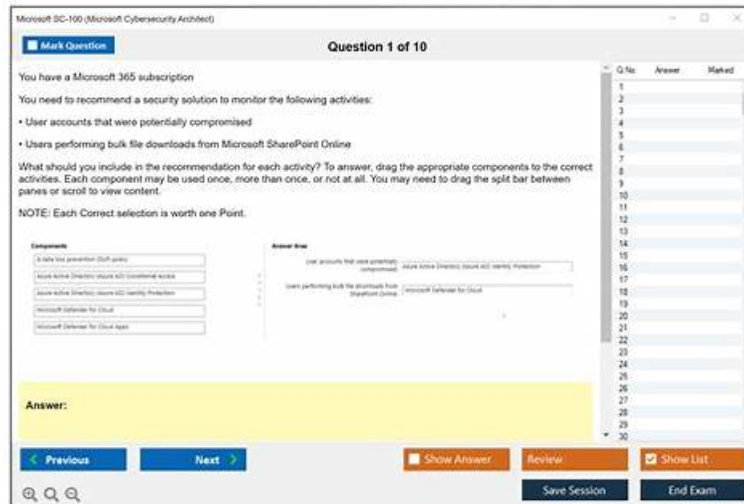 Microsoft SC-100 (Microsoft Cybersecurity Architect)
Mark Question
Question 1 of 10
You have a Microsoft 365 subscription
You need to recommend a security solution to monitor the following activities:
• User accounts that were potentially compromised
• Users performing bulk file downloads from Microsoft SharePoint Online
What should you include in the recommendation for each activity? To answer, drag the appropriate components to the correct
activities. Each component may be used once, more than once, or not at all. You may need to drag the split bar between
panes or scroll to view content.
NOTE: Each Correct selection is worth one Point.
Components
A data loss prevention (DLP) policy
Azure Active Directory (Azure AD) Conditional Access
Azure Active Directory (Azure AD) Identity Protection
Microsoft Defender for Cloud
Microsoft Defender for Cloud Apps
Answer Area
User accounts that were potentially
compromised: Azure Active Directory (Azure AD) Identity Protection
Users performing bulk file downloads from
SharePoint Online: Microsoft Defender for Cloud
Answer:
Q No. Answer Marked
1
2
3
4
5
6
7
8
9
10
11
12
13
14
15
16
17
18
19
20
21
22
23
24
25
26
27
28
29
30
Previous
Next
Show Answer
Review
Show List
Save Session
End Exam